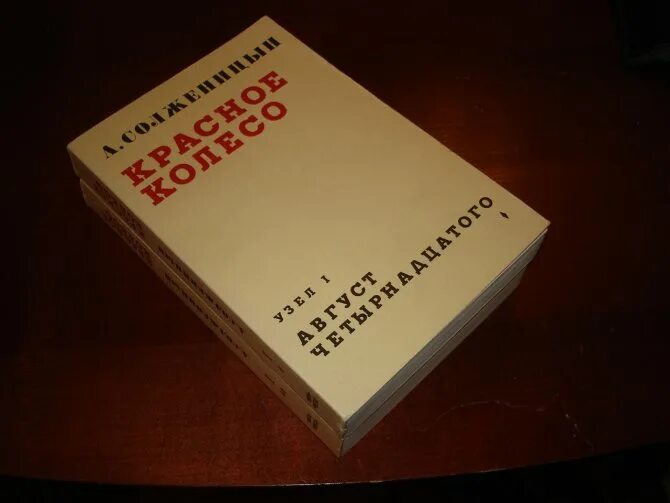 А. СОЛЖЕНИЦЫН
КРАСНОЕ
КОЛЕСО
УЗЕЛ I
АВГУСТ
ЧЕТЫРНАДЦАТОГО